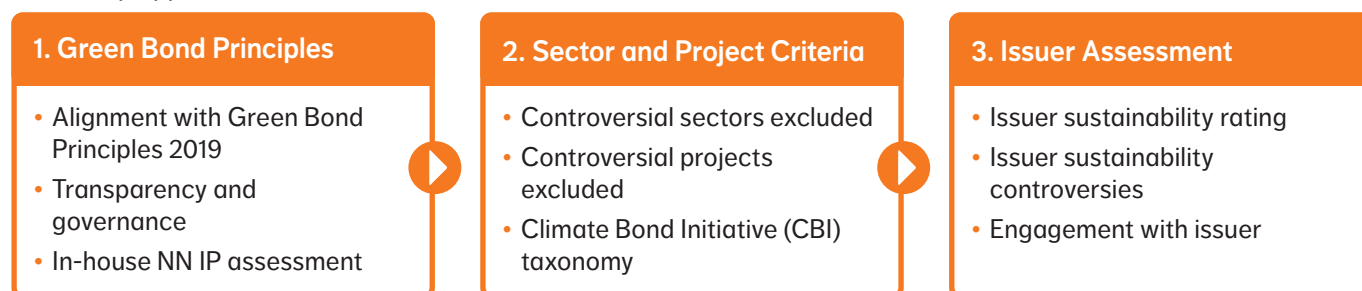 1. Green Bond Principles
• Alignment with Green Bond
Principles 2019
• Transparency and
governance
• In-house NN IP assessment
2. Sector and Project Criteria
• Controversial sectors excluded
• Controversial projects
excluded
• Climate Bond Initiative (CBI)
taxonomy
3. Issuer Assessment
• Issuer sustainability rating
• Issuer sustainability
controversies
• Engagement with issuer